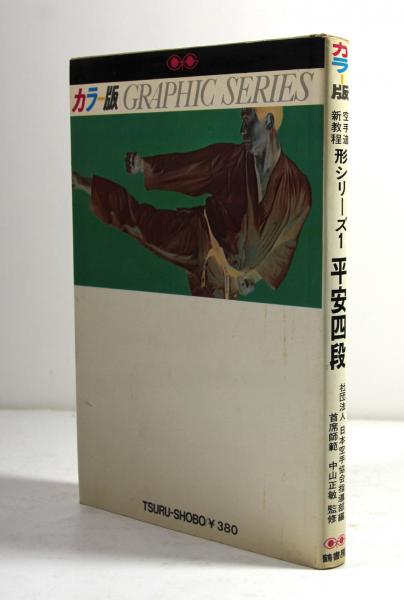 カラー版 GRAPHIC SERIES
TSURU-SHOBO/¥380
カラー版
空手道
新教程
形シリーズ1
平安四段
社団法人 日本空手協会指導部編
首席師範 中山正敏 監修
鶴書房